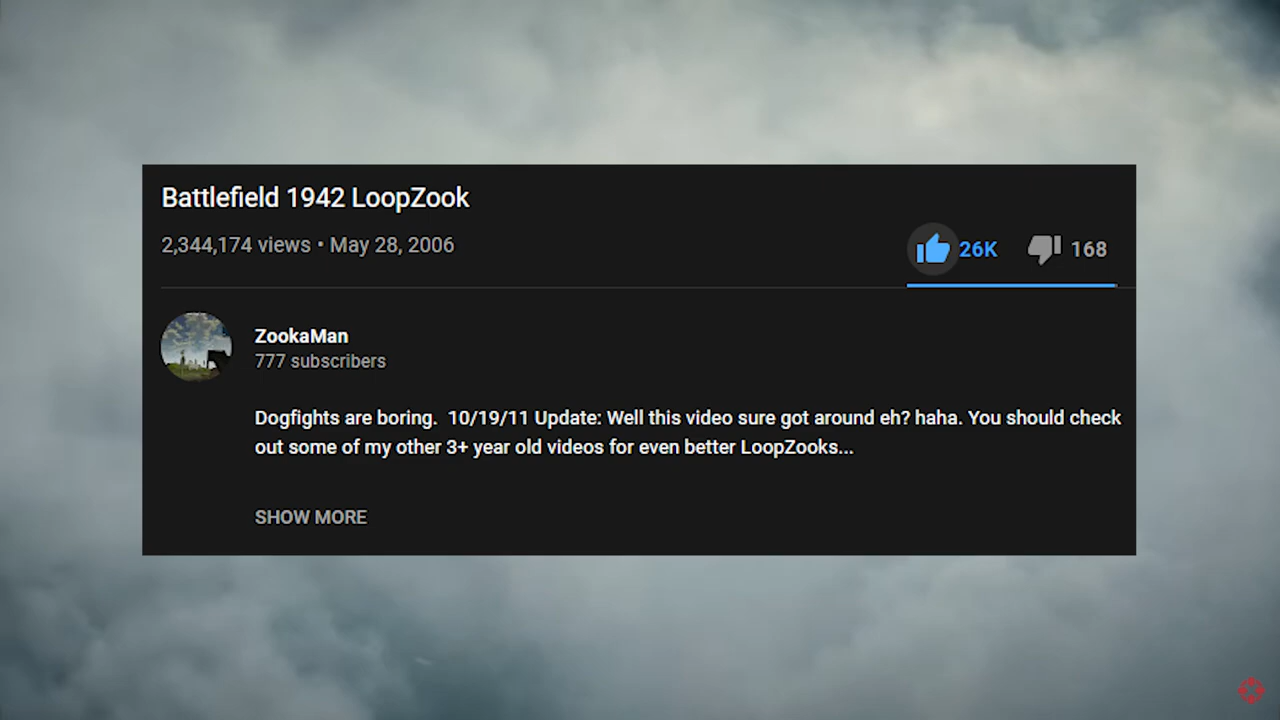 Battlefield 1942 LoopZook
2,344,174 views • May 28, 2006
26K
168
ZookaMan
777 subscribers
Dogfights are boring.  10/19/11 Update: Well this video sure got around eh? haha. You should check
out some of my other 3+ year old videos for even better LoopZooks...
SHOW MORE